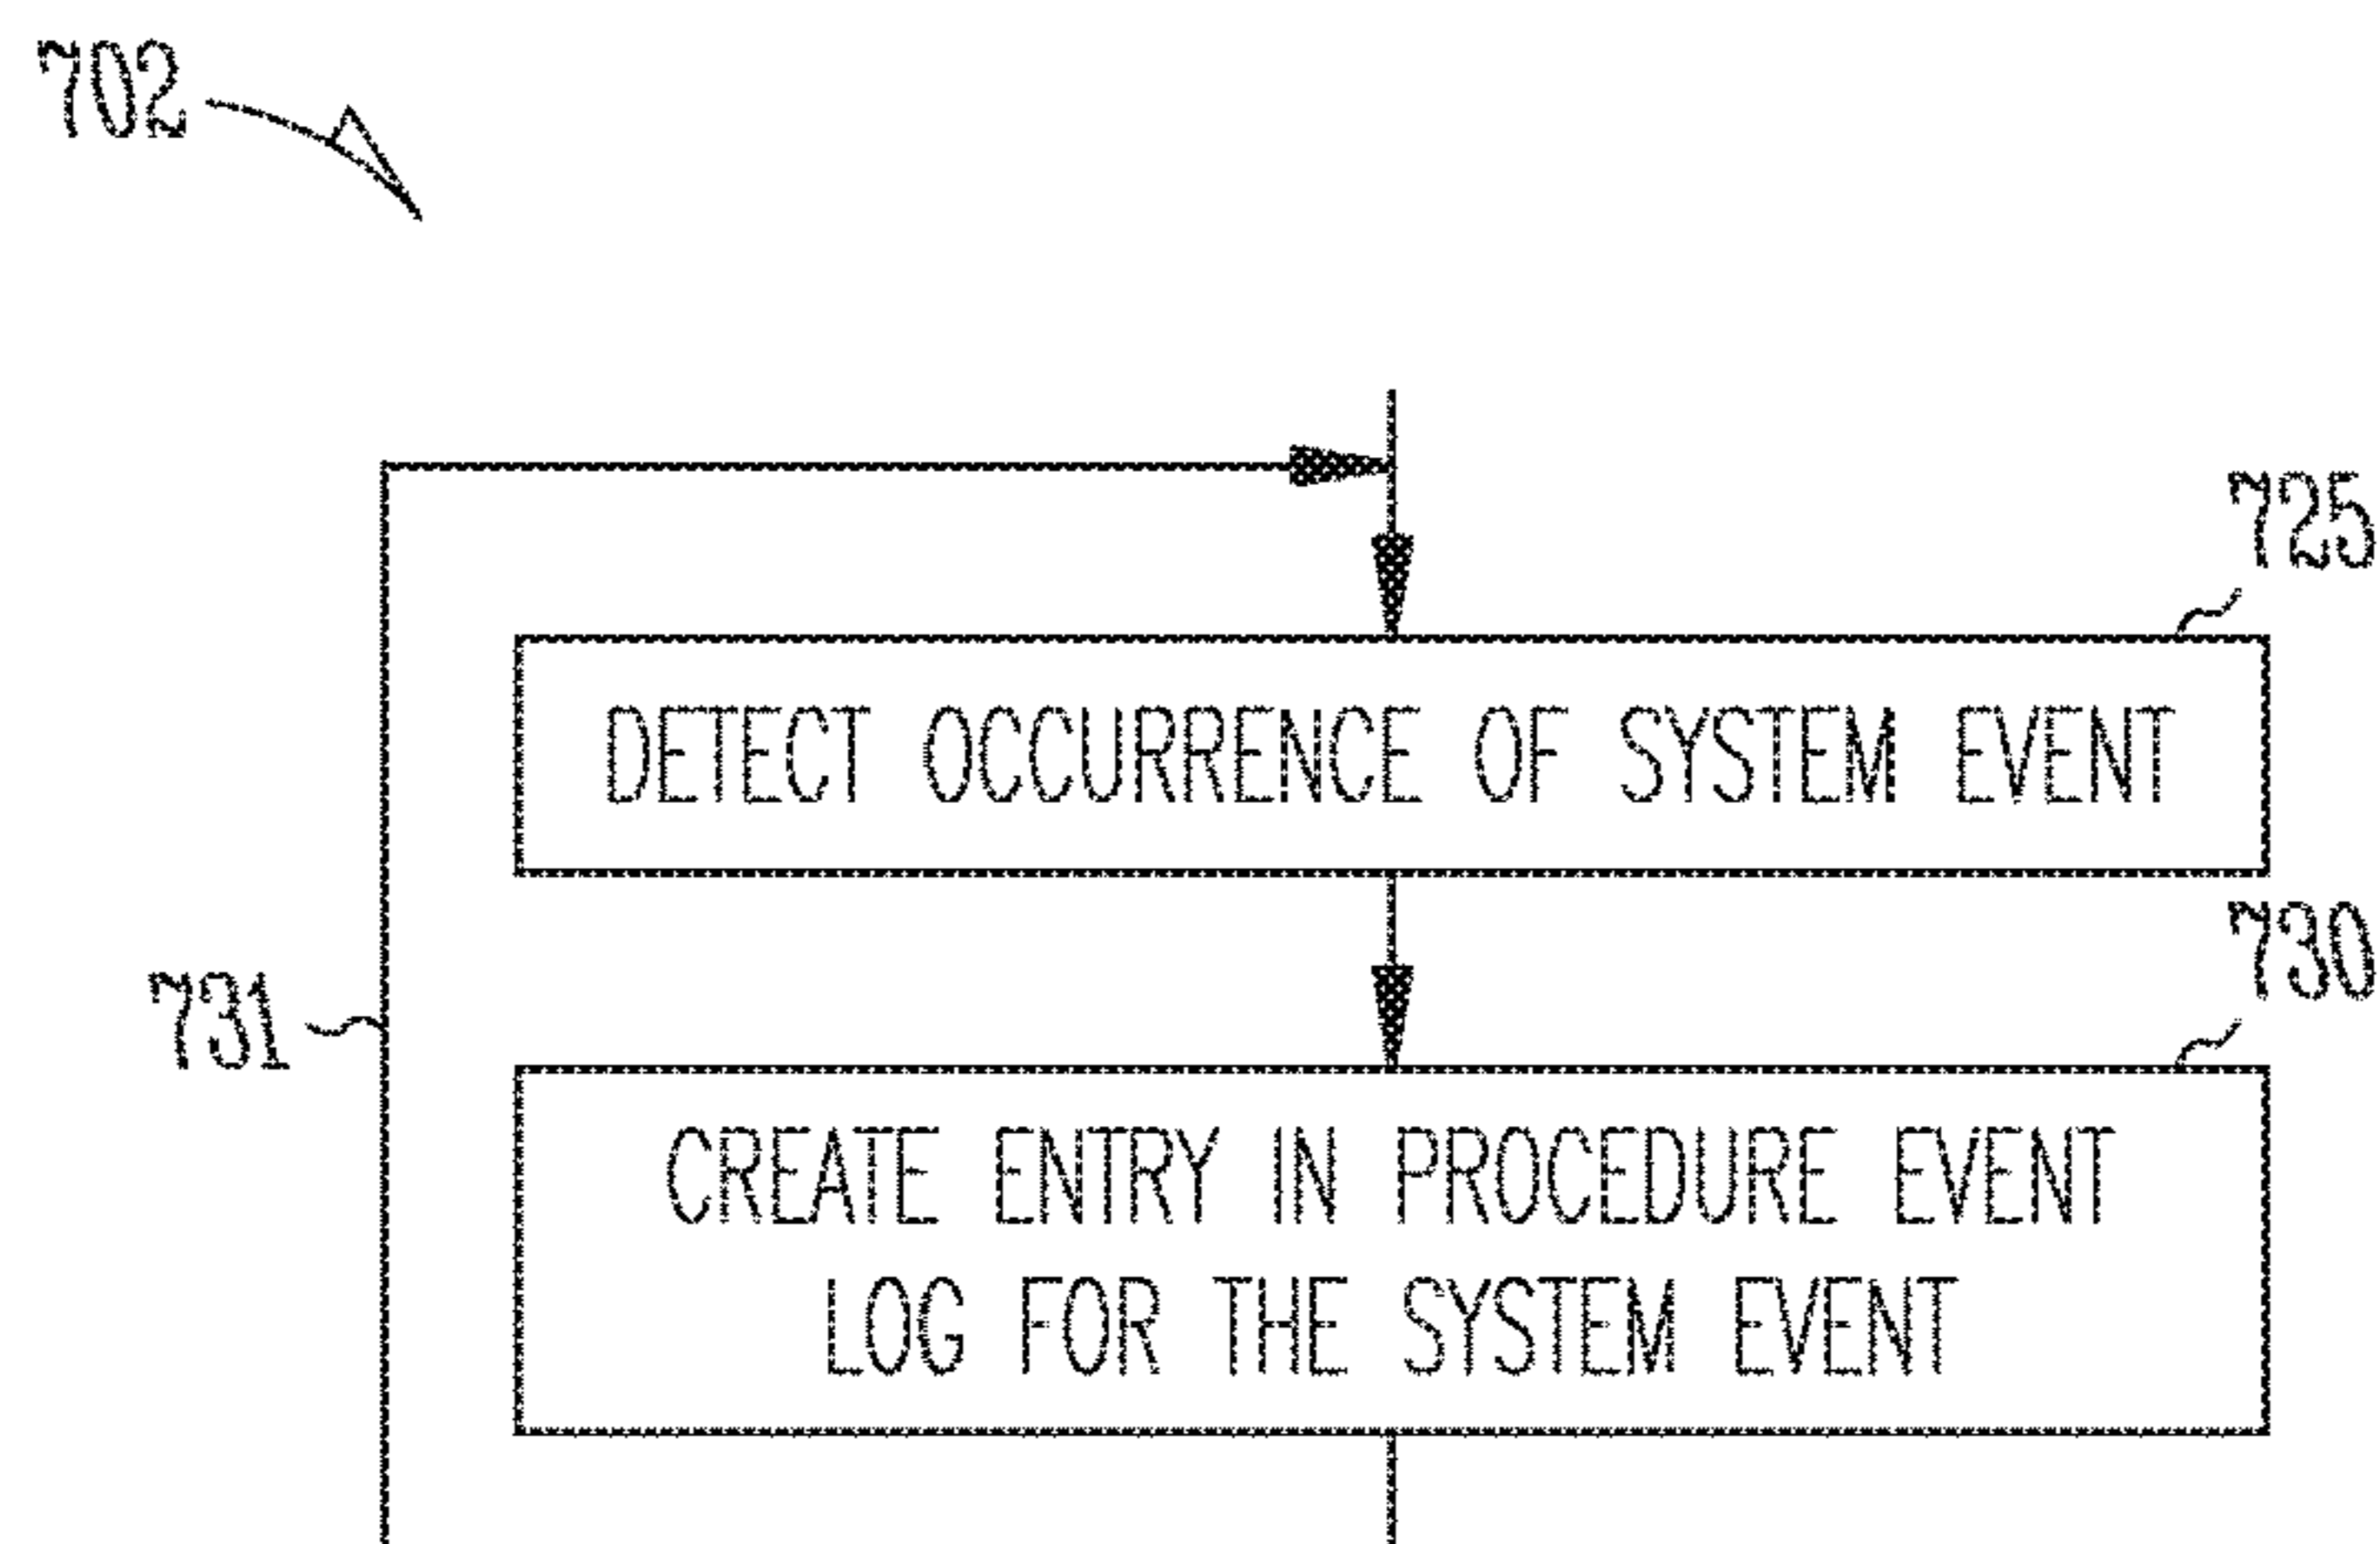 702
725
DETECT OCCURRENCE OF SYSTEM EVENT
730
731
CREATE ENTRY IN PROCEDURE EVENT
LOG FOR THE SYSTEM EVENT